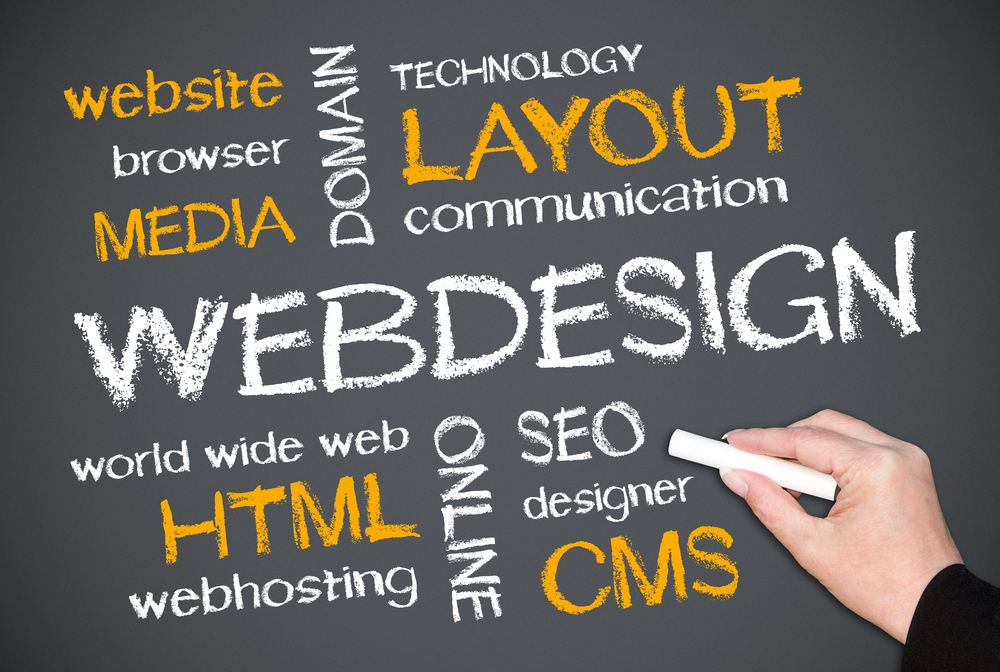 website
browser
MEDIA
DOMAIN
TECHNOLOGY
LAYOUT
communication
WEBDESIGN
world wide web
HTML
webhosting
ONLINE
SEO
designer
CMS